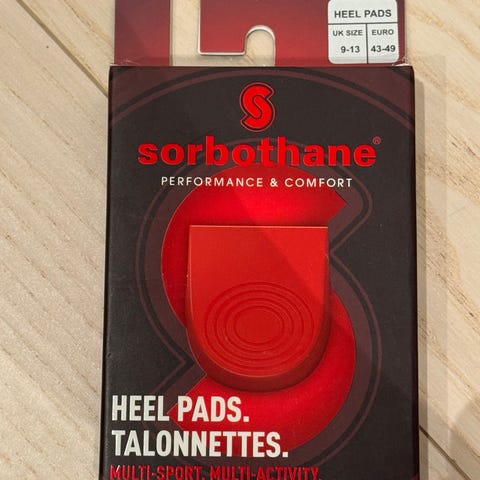 HEEL PADS
UK SIZE EURO
9-13 43-49
S
sorbothane®
PERFORMANCE & COMFORT
HEEL PADS.
TALONNETTES.
MULTI-SPORT. MULTI-ACTIVITY.